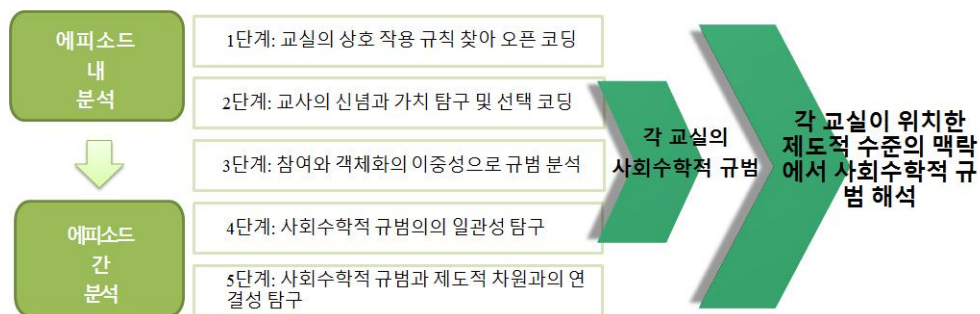 에피소드
내
분석
1단계: 교실의 상호 작용 규칙 찾아 오픈 코딩
2단계: 교사의 신념과 가치 탐구 및 선택 코딩
3단계: 참여와 객체화의 이중성으로 규범 분석
에피소드
간
분석
4단계: 사회수학적 규범의의 일관성 탐구
5단계: 사회수학적 규범과 제도적 차원과의 연
결성 탐구
각 교실의
사회수학적 규범
각 교실이 위치한
제도적 수준의 맥락
에서 사회수학적 규
범 해석